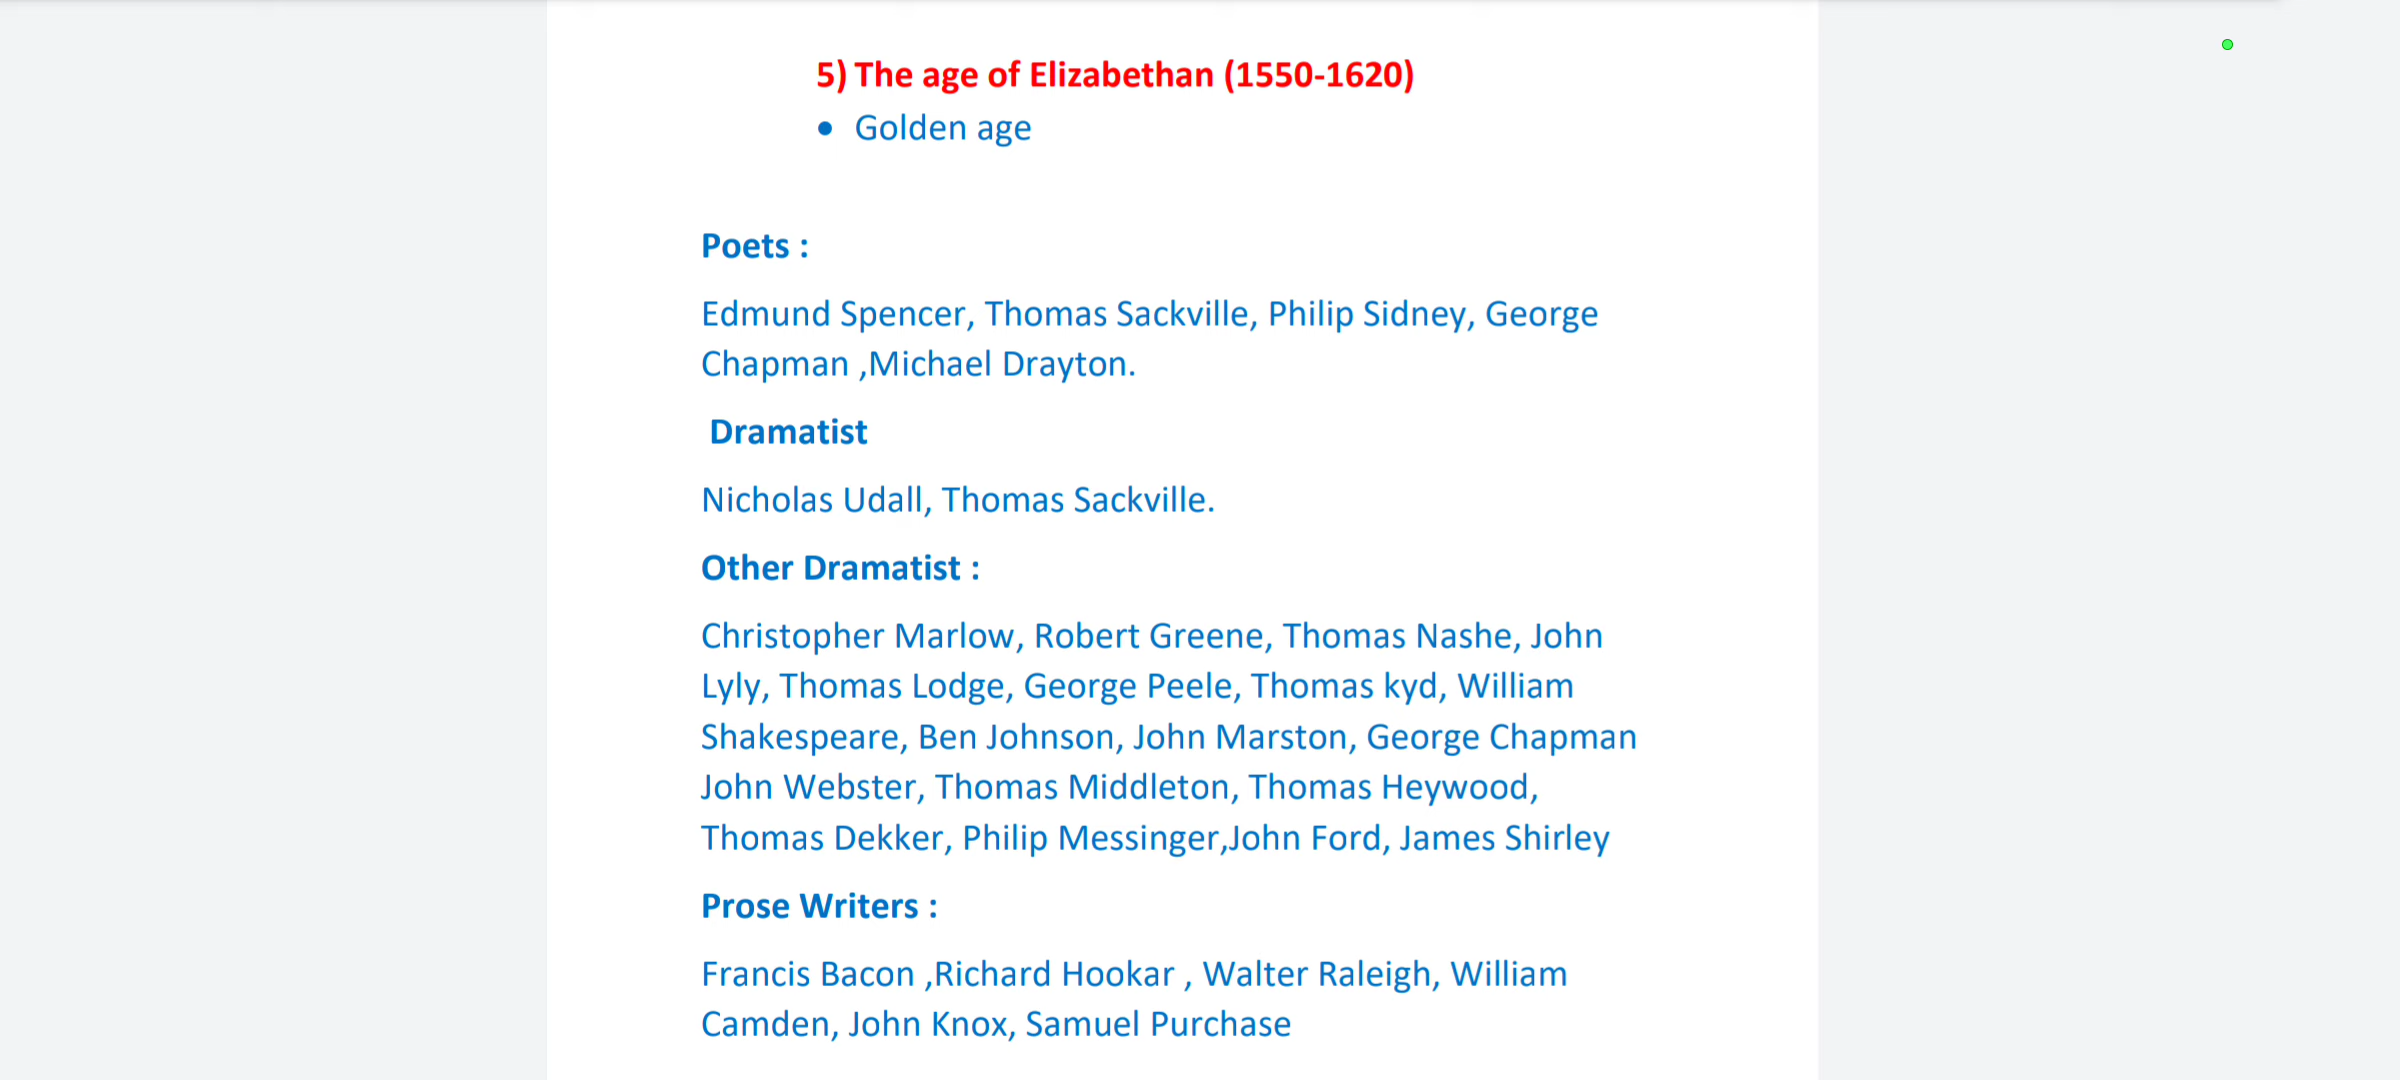 5) The age of Elizabethan (1550-1620)
• Golden age
Poets :
Edmund Spencer, Thomas Sackville, Philip Sidney, George
Chapman ,Michael Drayton.
Dramatist
Nicholas Udall, Thomas Sackville.
Other Dramatist :
Christopher Marlow, Robert Greene, Thomas Nashe, John
Lyly, Thomas Lodge, George Peele, Thomas kyd, William
Shakespeare, Ben Johnson, John Marston, George Chapman
John Webster, Thomas Middleton, Thomas Heywood,
Thomas Dekker, Philip Messinger,John Ford, James Shirley
Prose Writers :
Francis Bacon ,Richard Hookar , Walter Raleigh, William
Camden, John Knox, Samuel Purchase